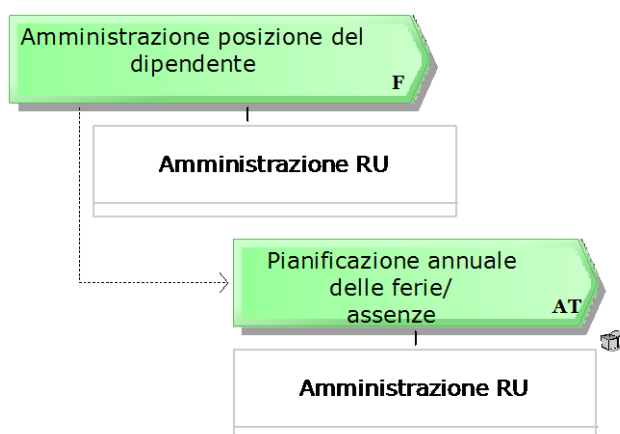 Amministrazione posizione del
dipendente
F
Amministrazione RU
Pianificazione annuale
delle ferie/
assenze
AT
Amministrazione RU